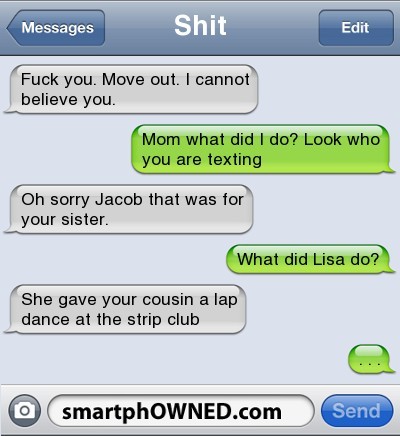 Messages
Shit
Edit
Fuck you. Move out. I cannot
believe you.
Mom what did I do? Look who
you are texting
Oh sorry Jacob that was for
your sister.
What did Lisa do?
She gave your cousin a lap
dance at the strip club
. . .
smartphOWNED.com
Send